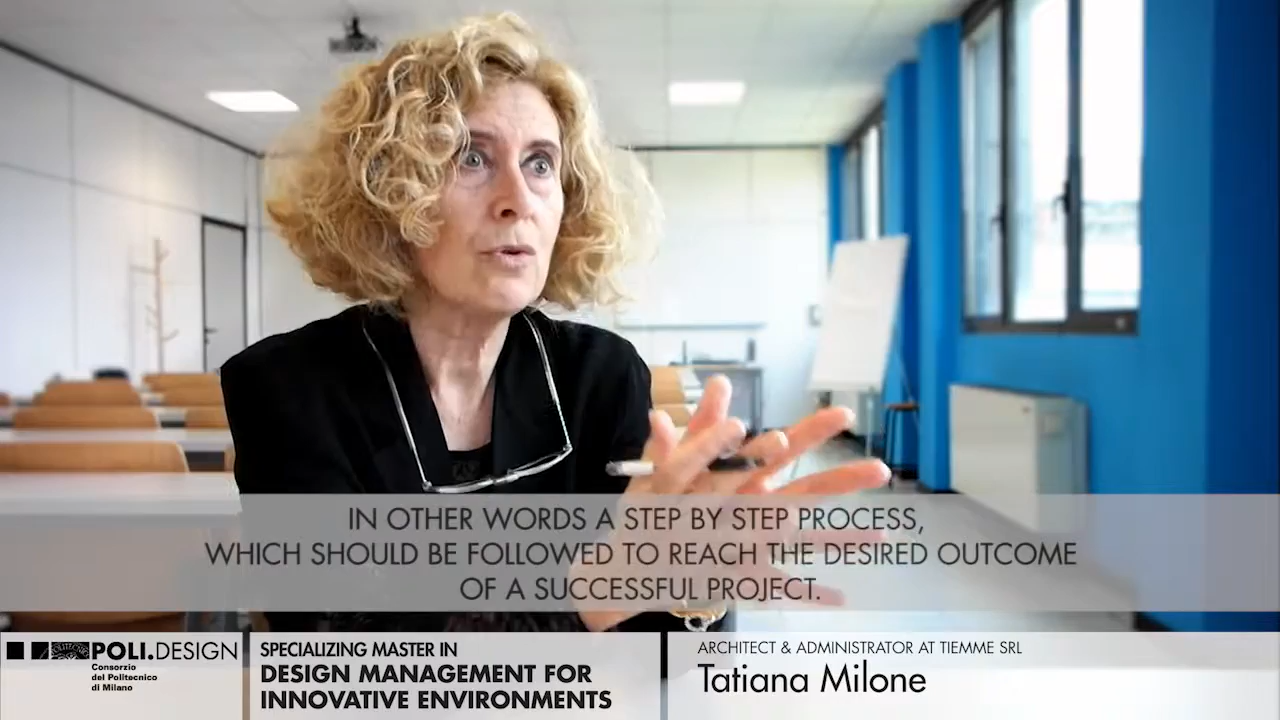 IN OTHER WORDS A STEP BY STEP PROCESS,
WHICH SHOULD BE FOLLOWED TO REACH THE DESIRED OUTCOME
OF A SUCCESSFUL PROJECT.
POLI.DESIGN
Consorzio
del Politecnico
di Milano
SPECIALIZING MASTER IN
DESIGN MANAGEMENT FOR
INNOVATIVE ENVIRONMENTS
ARCHITECT & ADMINISTRATOR AT TIEMME SRL
Tatiana Milone